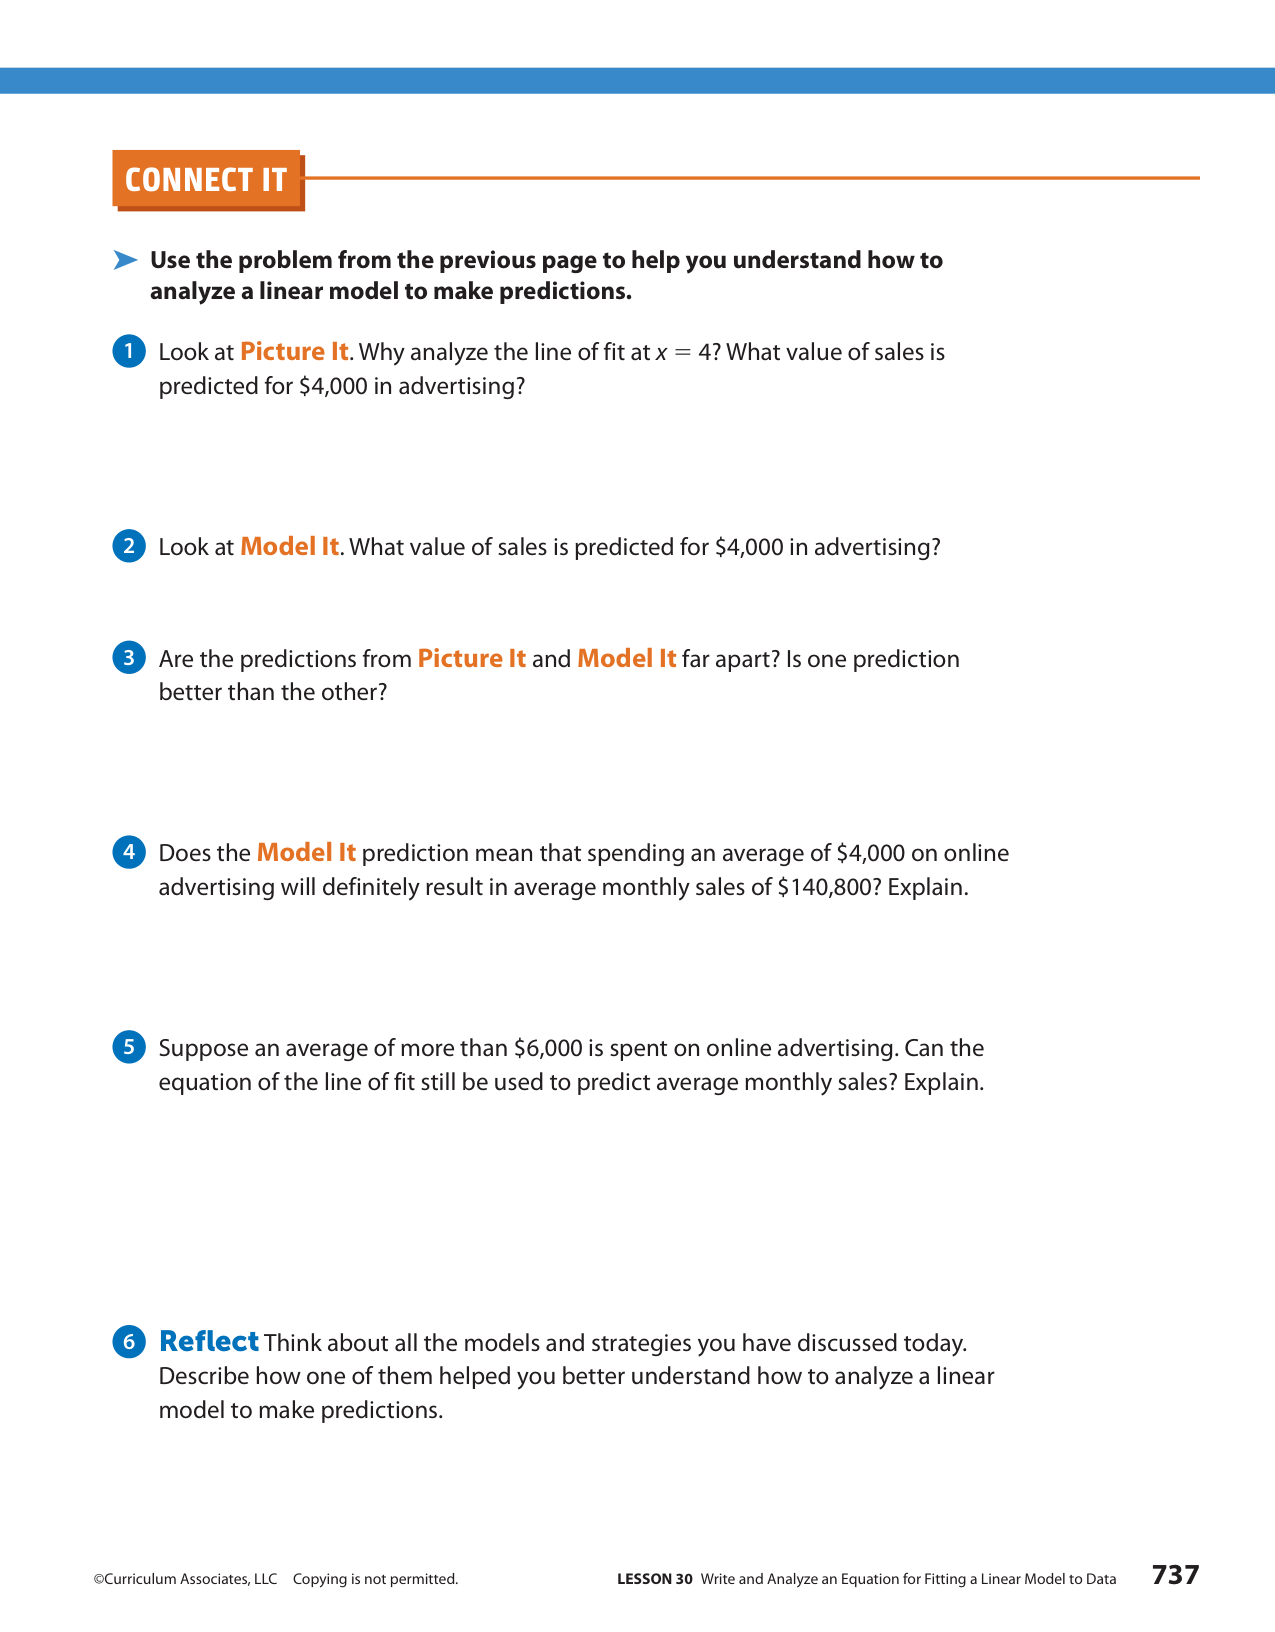 CONNECT IT
➤ Use the problem from the previous page to help you understand how to
analyze a linear model to make predictions.
1 Look at Picture It. Why analyze the line of fit at x = 4? What value of sales is
predicted for $4,000 in advertising?
2 Look at Model It. What value of sales is predicted for $4,000 in advertising?
3 Are the predictions from Picture It and Model It far apart? Is one prediction
better than the other?
4 Does the Model It prediction mean that spending an average of $4,000 on online
advertising will definitely result in average monthly sales of $140,800? Explain.
5 Suppose an average of more than $6,000 is spent on online advertising. Can the
equation of the line of fit still be used to predict average monthly sales? Explain.
6 Reflect Think about all the models and strategies you have discussed today.
Describe how one of them helped you better understand how to analyze a linear
model to make predictions.
©Curriculum Associates, LLC Copying is not permitted. LESSON 30 Write and Analyze an Equation for Fitting a Linear Model to Data 737